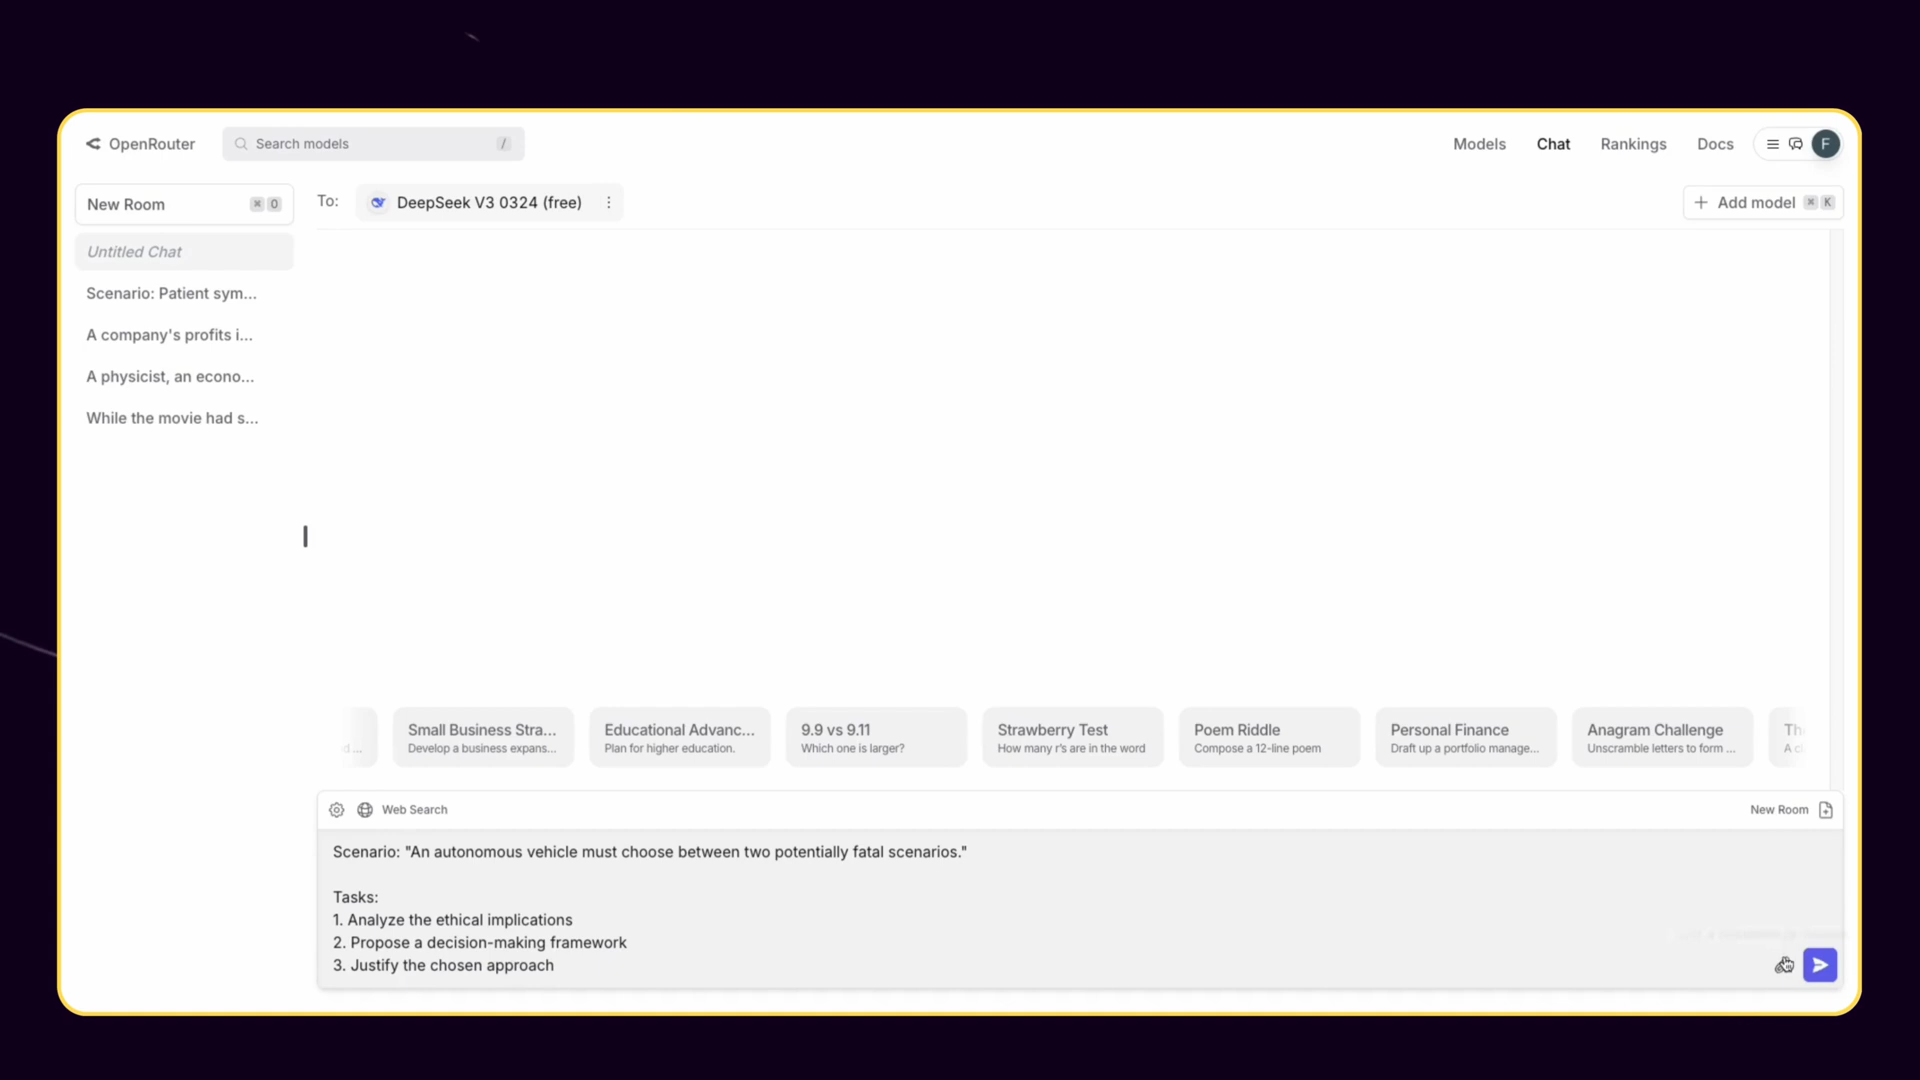 OpenRouter
Search models
/
Models
Chat
Rankings
Docs
F
New Room
⌘ O
To:
DeepSeek V3 0324 (free)
Add model
⌘ K
Untitled Chat
Scenario: Patient sym...
A company's profits i...
A physicist, an econo...
While the movie had s...
d...
Small Business Stra...
Develop a business expans...
Educational Advanc...
Plan for higher education.
9.9 vs 9.11
Which one is larger?
Strawberry Test
How many r's are in the word
Poem Riddle
Compose a 12-line poem
Personal Finance
Draft up a portfolio manage...
Anagram Challenge
Unscramble letters to form ...
Web Search
New Room
Scenario: "An autonomous vehicle must choose between two potentially fatal scenarios."
Tasks:
1. Analyze the ethical implications
2. Propose a decision-making framework
3. Justify the chosen approach